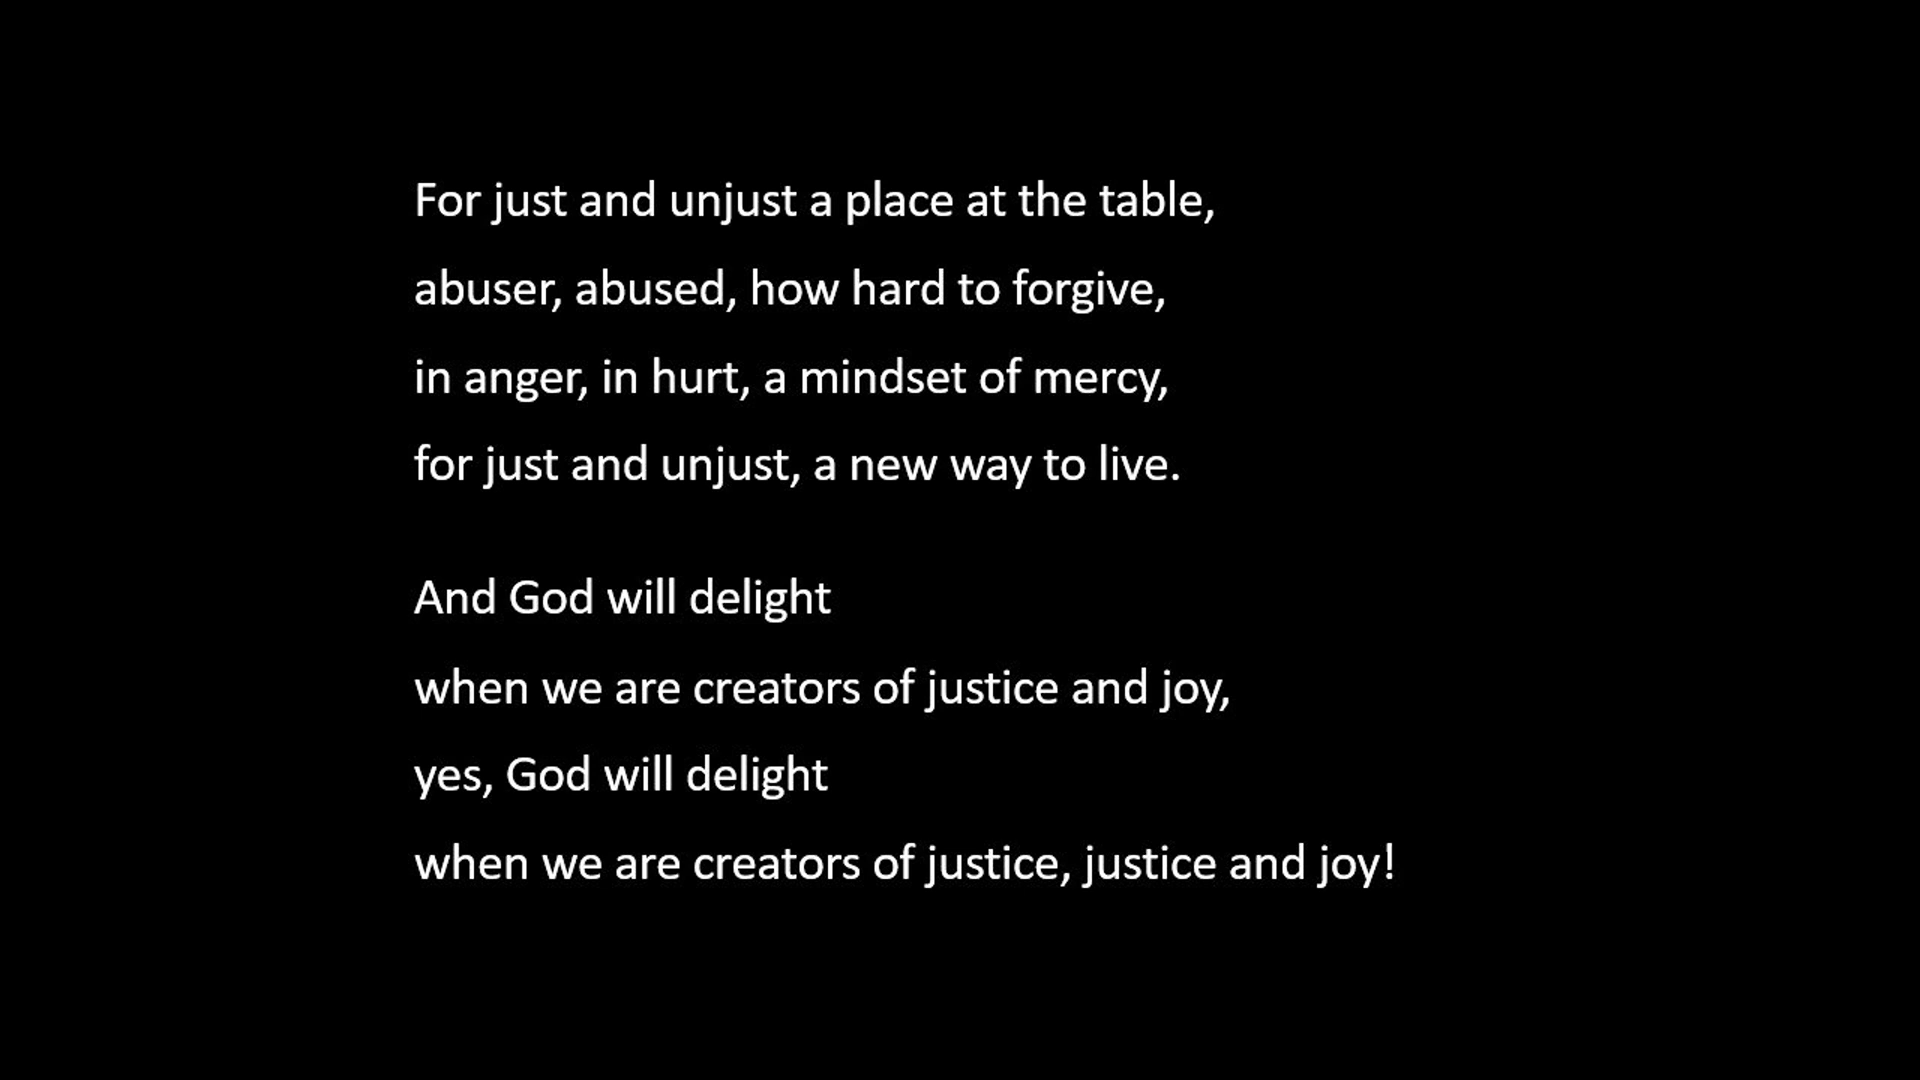 For just and unjust a place at the table,
abuser, abused, how hard to forgive,
in anger, in hurt, a mindset of mercy,
for just and unjust, a new way to live.
And God will delight
when we are creators of justice and joy,
yes, God will delight
when we are creators of justice, justice and joy!